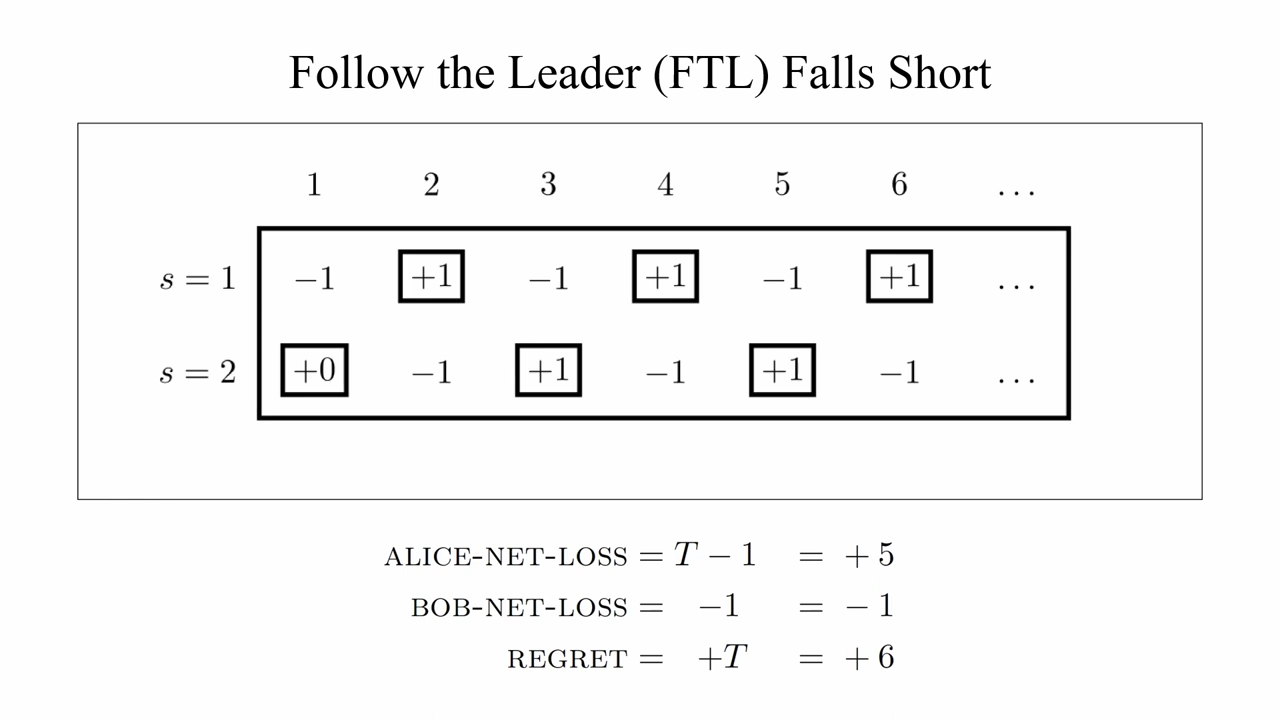 Follow the Leader (FTL) Falls Short
1 2 3 4 5 6 ...
s = 1 −1 +1 −1 +1 −1 +1 ...
s = 2 +0 −1 +1 −1 +1 −1 ...
ALICE-NET-LOSS = T − 1 = + 5
BOB-NET-LOSS = −1 = − 1
REGRET = +T = + 6